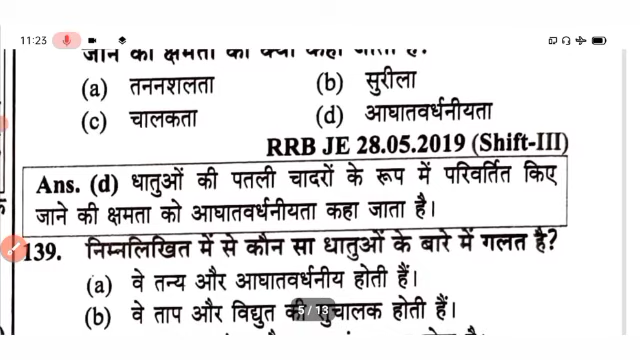 11:23
जाने की क्षमता को क्या कहा जाता है?
(a) तननशलता (b) सुरीला
(c) चालकता (d) आघातवर्धनीयता
RRB JE 28.05.2019 (Shift-III)
Ans. (d) धातुओं की पतली चादरों के रूप में परिवर्तित किए
जाने की क्षमता को आघातवर्धनीयता कहा जाता है।
139. निम्नलिखित में से कौन सा धातुओं के बारे में गलत है?
(a) वे तन्य और आघातवर्धनीय होती हैं।
(b) वे ताप और विद्युत की सुचालक होती हैं।
5 / 13